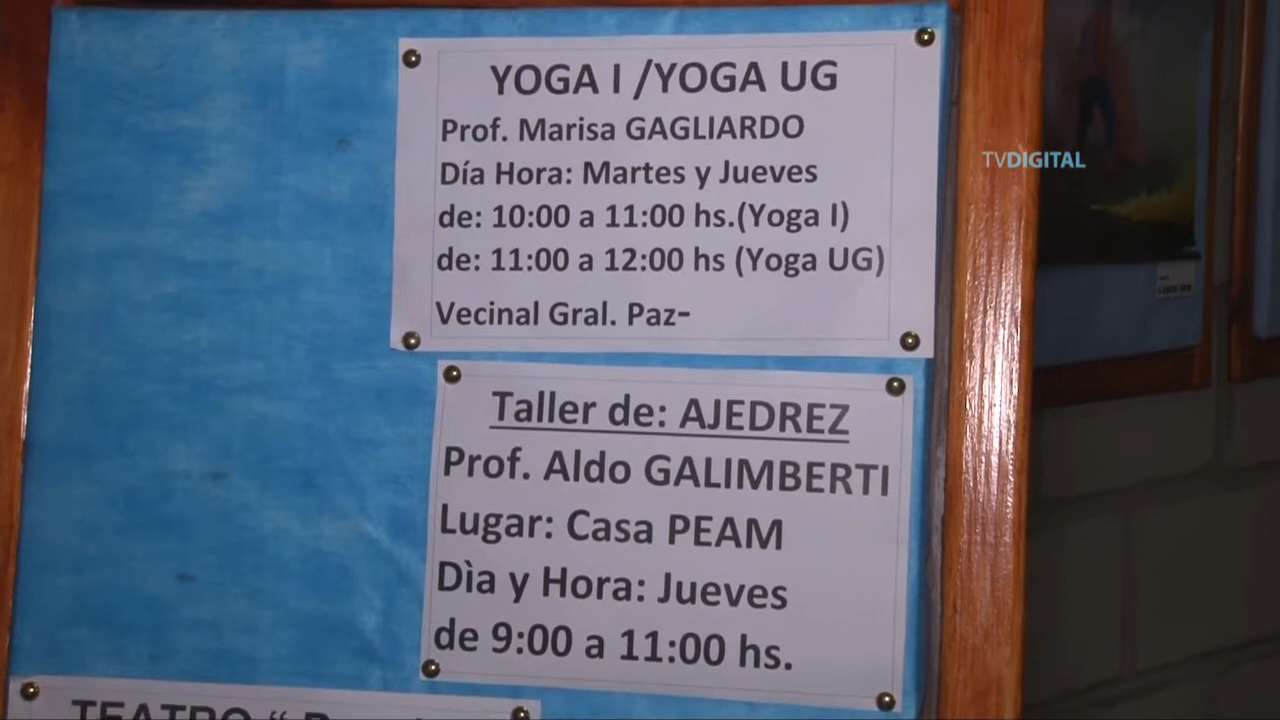 YOGA I /YOGA UG
Prof. Marisa GAGLIARDO
Día Hora: Martes y Jueves
de: 10:00 a 11:00 hs.(Yoga I)
de: 11:00 a 12:00 hs (Yoga UG)
Vecinal Gral. Paz-
TVDIGITAL
Taller de: AJEDREZ
Prof. Aldo GALIMBERTI
Lugar: Casa PEAM
Dìa y Hora: Jueves
de 9:00 a 11:00 hs.
TEATRO “